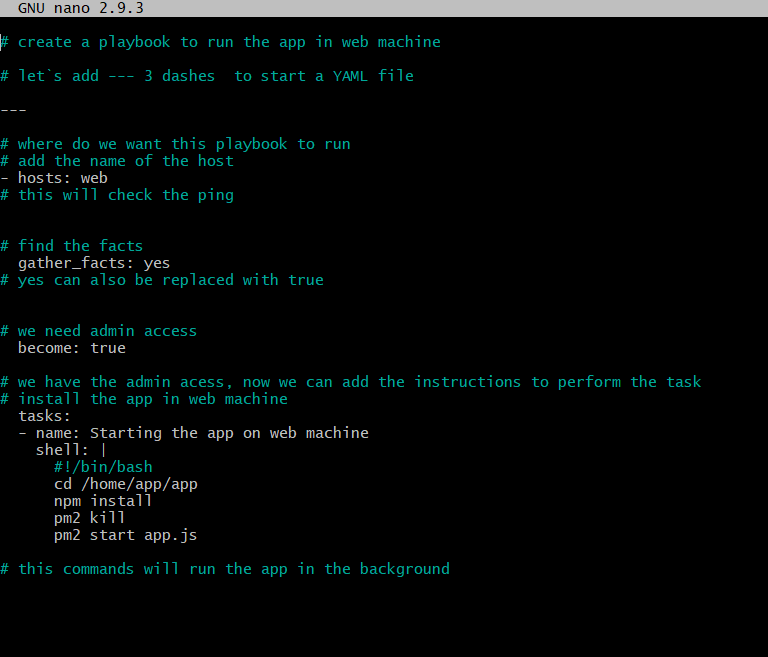 GNU nano 2.9.3
# create a playbook to run the app in web machine
# let`s add --- 3 dashes  to start a YAML file
---
# where do we want this playbook to run
# add the name of the host
- hosts: web
# this will check the ping
# find the facts
  gather_facts: yes
# yes can also be replaced with true
# we need admin access
  become: true
# we have the admin acess, now we can add the instructions to perform the task
# install the app in web machine
  tasks:
  - name: Starting the app on web machine
    shell: |
      #!/bin/bash
      cd /home/app/app
      npm install
      pm2 kill
      pm2 start app.js
# this commands will run the app in the background